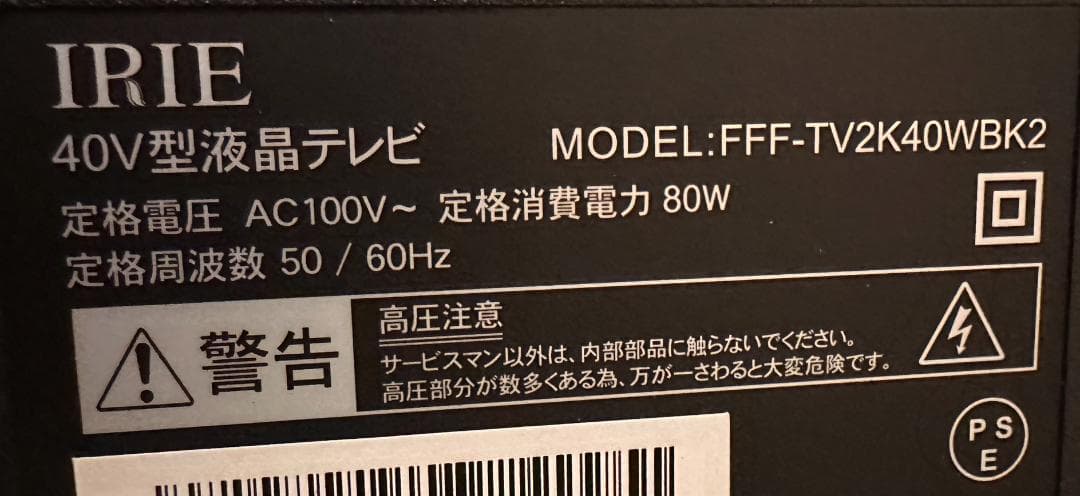 IRIE
40V型液晶テレビ MODEL:FFF-TV2K40WBK2
定格電圧 AC100V～ 定格消費電力 80W
定格周波数 50 / 60Hz
警告
高圧注意
サービスマン以外は、内部部品に触らないでください。
高圧部分が数多くある為、万が一さわると大変危険です。
PS
E